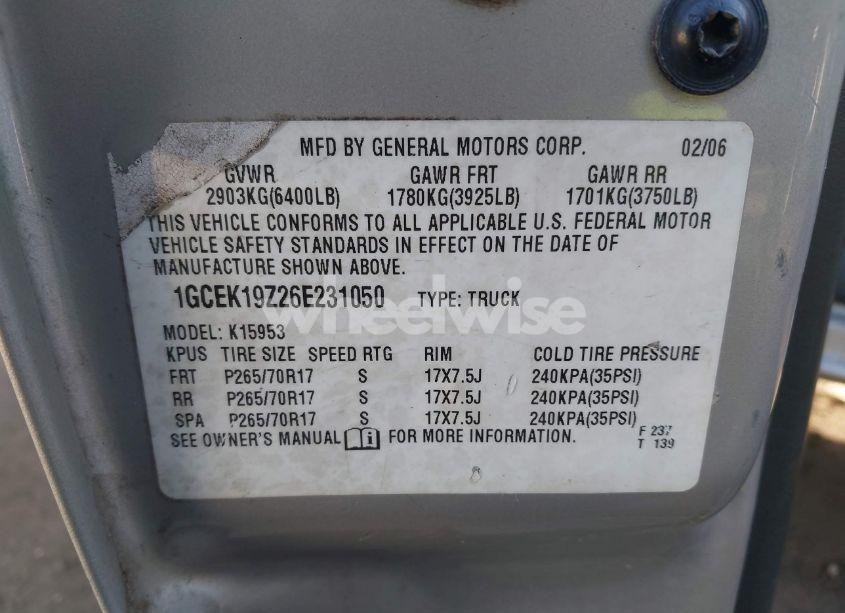 MFD BY GENERAL MOTORS CORP. 02/06
GVWR GAWR FRT GAWR RR
2903KG(6400LB) 1780KG(3925LB) 1701KG(3750LB)
THIS VEHICLE CONFORMS TO ALL APPLICABLE U.S. FEDERAL MOTOR
VEHICLE SAFETY STANDARDS IN EFFECT ON THE DATE OF
MANUFACTURE SHOWN ABOVE.
1GCEK19Z26E231050 TYPE: TRUCK
wheelwise
MODEL: K15953
KPUS TIRE SIZE SPEED RTG RIM COLD TIRE PRESSURE
FRT P265/70R17 S 17X7.5J 240KPA(35PSI)
RR P265/70R17 S 17X7.5J 240KPA(35PSI)
SPA P265/70R17 S 17X7.5J 240KPA(35PSI)
SEE OWNER'S MANUAL FOR MORE INFORMATION.
F 237
T 139